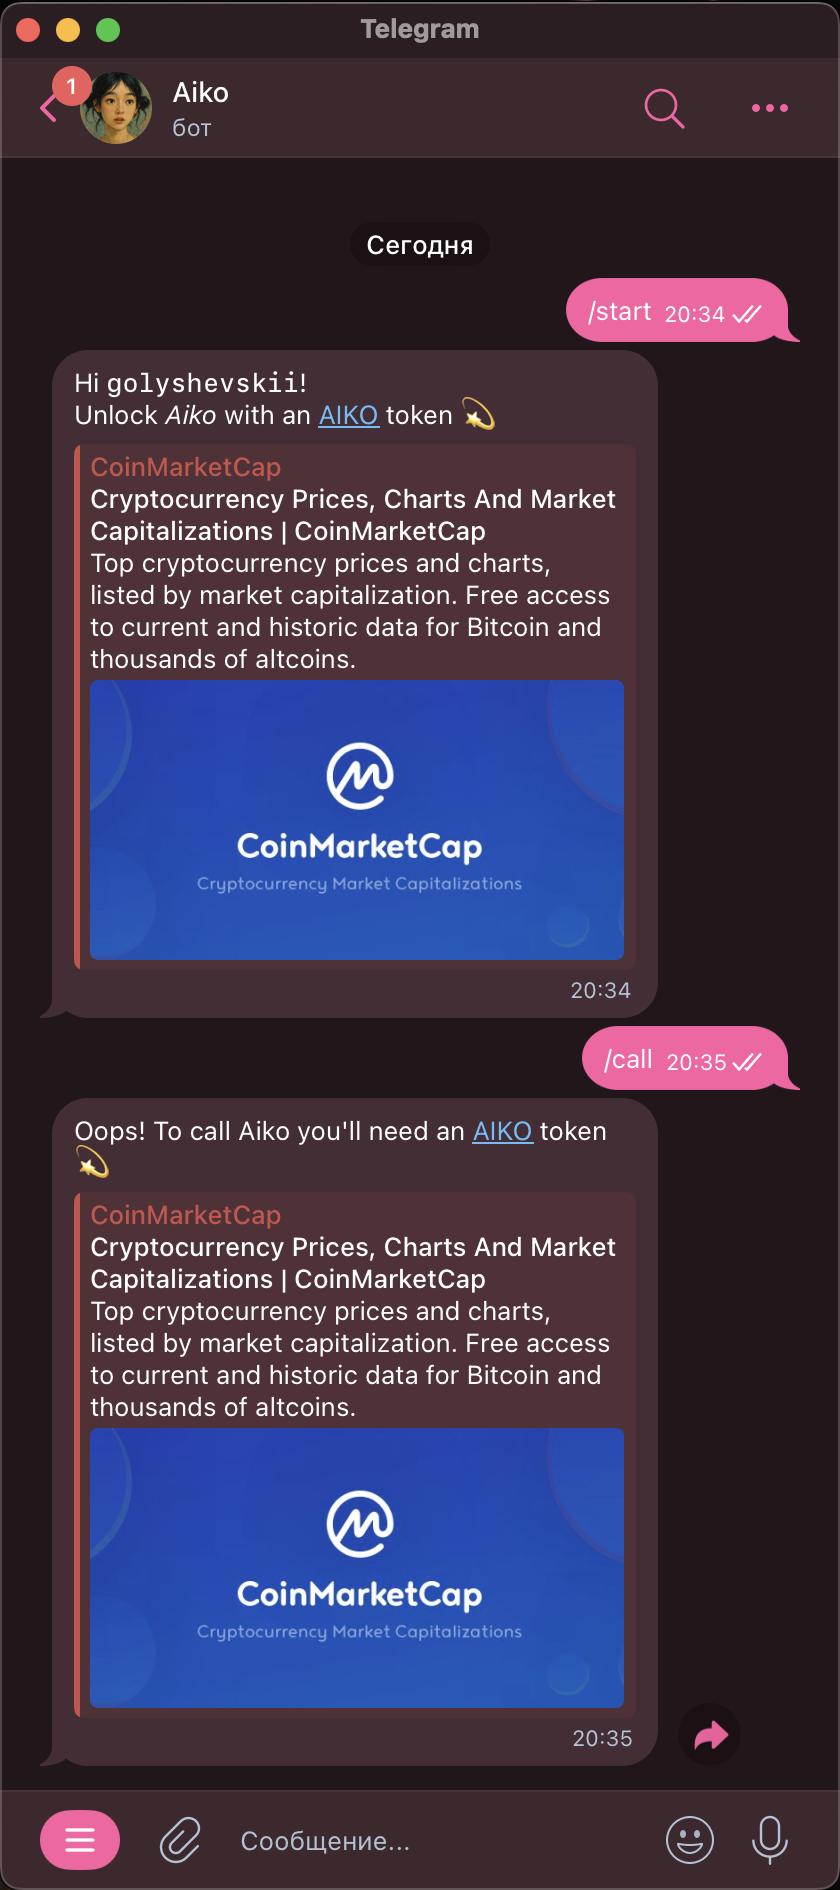 Telegram
1
Aiko
бот
Сегодня
/start 20:34
Hi golyshevskii!
Unlock Aiko with an AIKO token 💫
CoinMarketCap
Cryptocurrency Prices, Charts And Market
Capitalizations | CoinMarketCap
Top cryptocurrency prices and charts,
listed by market capitalization. Free access
to current and historic data for Bitcoin and
thousands of altcoins.
CoinMarketCap
Cryptocurrency Market Capitalizations
20:34
/call 20:35
Oops! To call Aiko you'll need an AIKO token
💫
CoinMarketCap
Cryptocurrency Prices, Charts And Market
Capitalizations | CoinMarketCap
Top cryptocurrency prices and charts,
listed by market capitalization. Free access
to current and historic data for Bitcoin and
thousands of altcoins.
CoinMarketCap
Cryptocurrency Market Capitalizations
20:35
Сообщение...